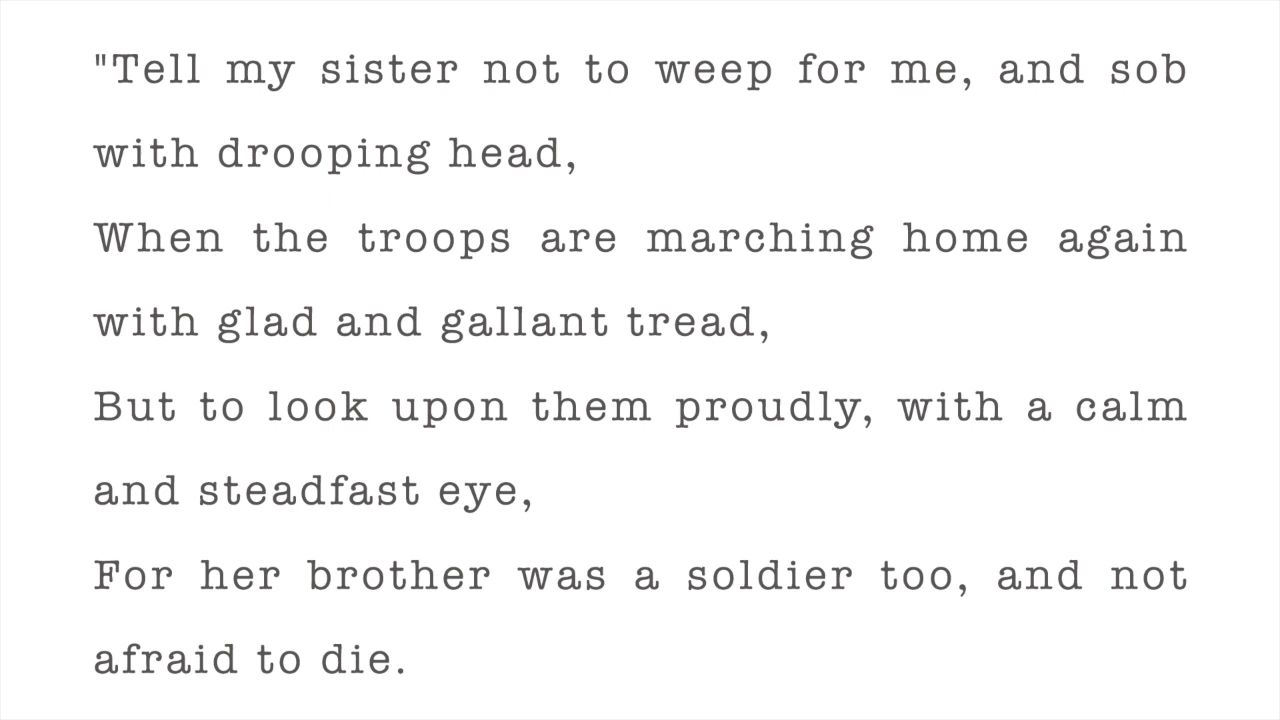 "Tell my sister not to weep for me, and sob
with drooping head,
When the troops are marching home again
with glad and gallant tread,
But to look upon them proudly, with a calm
and steadfast eye,
For her brother was a soldier too, and not
afraid to die.